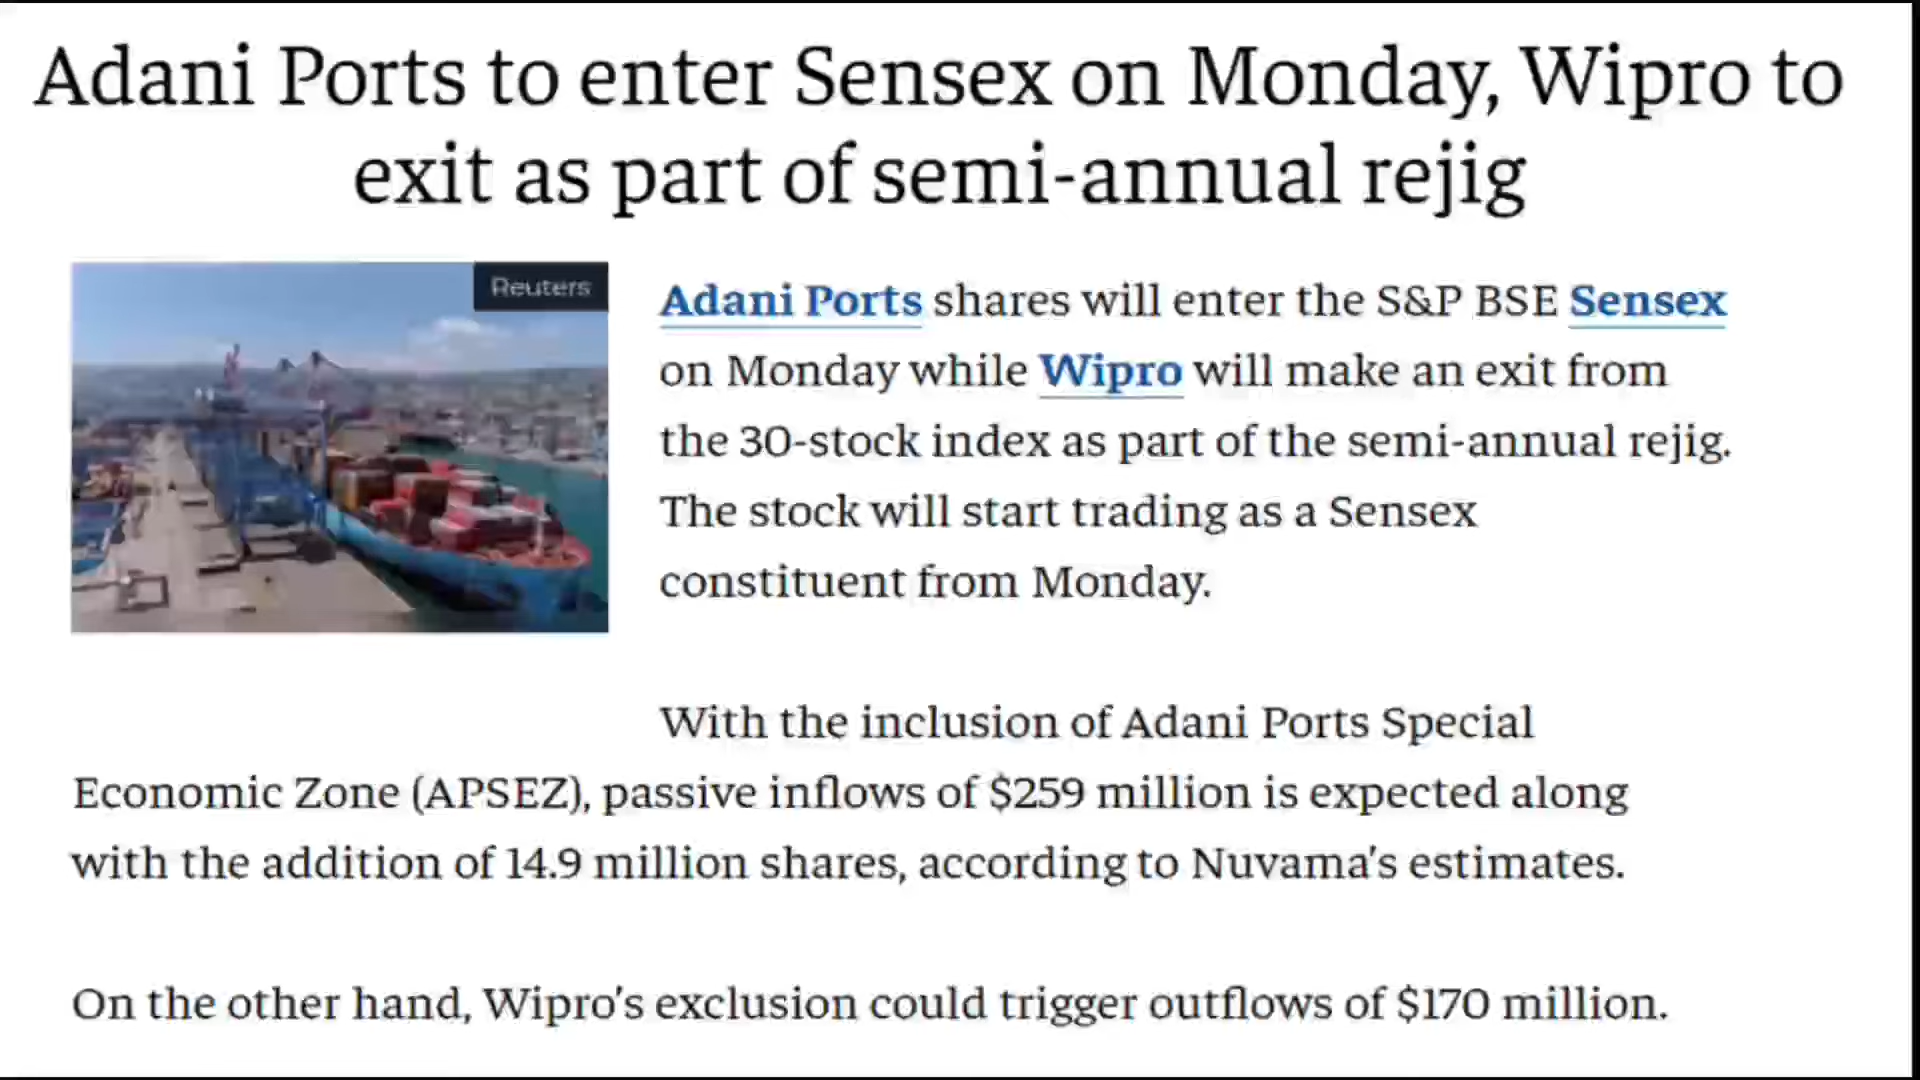 Adani Ports to enter Sensex on Monday, Wipro to
exit as part of semi-annual rejig
Reuters
Adani Ports shares will enter the S&P BSE Sensex
on Monday while Wipro will make an exit from
the 30-stock index as part of the semi-annual rejig.
The stock will start trading as a Sensex
constituent from Monday.
With the inclusion of Adani Ports Special
Economic Zone (APSEZ), passive inflows of $259 million is expected along
with the addition of 14.9 million shares, according to Nuvama's estimates.
On the other hand, Wipro's exclusion could trigger outflows of $170 million.